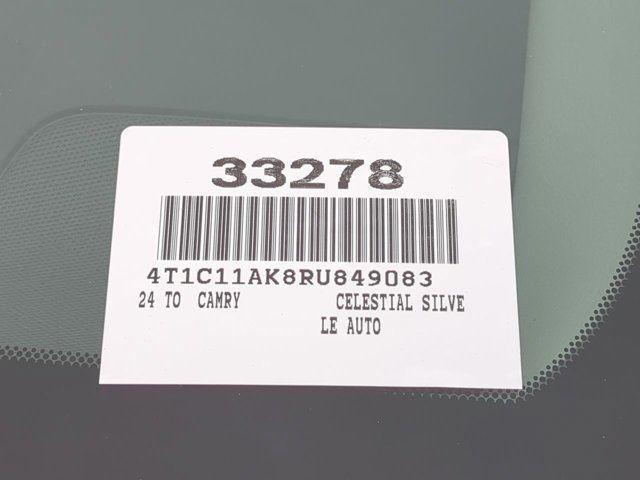 33278
4T1C11AK8RU849083
24 TO CAMRY CELESTIAL SILVE
LE AUTO